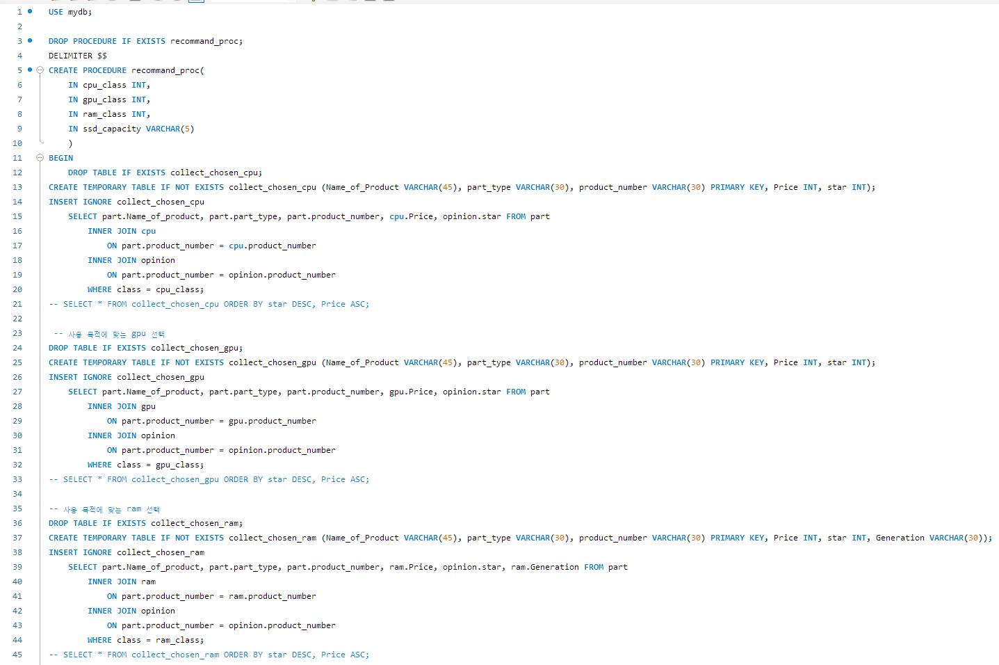 1 USE mydb;
2
3 DROP PROCEDURE IF EXISTS recommand_proc;
4 DELIMITER $$
5 CREATE PROCEDURE recommand_proc(
6 IN cpu_class INT,
7 IN gpu_class INT,
8 IN ram_class INT,
9 IN ssd_capacity VARCHAR(5)
10 )
11 BEGIN
12 DROP TABLE IF EXISTS collect_chosen_cpu;
13 CREATE TEMPORARY TABLE IF NOT EXISTS collect_chosen_cpu (Name_of_Product VARCHAR(45), part_type VARCHAR(30), product_number VARCHAR(30) PRIMARY KEY, Price INT, star INT);
14 INSERT IGNORE collect_chosen_cpu
15 SELECT part.Name_of_product, part.part_type, part.product_number, cpu.Price, opinion.star FROM part
16 INNER JOIN cpu
17 ON part.product_number = cpu.product_number
18 INNER JOIN opinion
19 ON part.product_number = opinion.product_number
20 WHERE class = cpu_class;
21 -- SELECT * FROM collect_chosen_cpu ORDER BY star DESC, Price ASC;
22
23 -- 사용 목적에 맞는 gpu 선택
24 DROP TABLE IF EXISTS collect_chosen_gpu;
25 CREATE TEMPORARY TABLE IF NOT EXISTS collect_chosen_gpu (Name_of_Product VARCHAR(45), part_type VARCHAR(30), product_number VARCHAR(30) PRIMARY KEY, Price INT, star INT);
26 INSERT IGNORE collect_chosen_gpu
27 SELECT part.Name_of_product, part.part_type, part.product_number, gpu.Price, opinion.star FROM part
28 INNER JOIN gpu
29 ON part.product_number = gpu.product_number
30 INNER JOIN opinion
31 ON part.product_number = opinion.product_number
32 WHERE class = gpu_class;
33 -- SELECT * FROM collect_chosen_gpu ORDER BY star DESC, Price ASC;
34
35 -- 사용 목적에 맞는 ram 선택
36 DROP TABLE IF EXISTS collect_chosen_ram;
37 CREATE TEMPORARY TABLE IF NOT EXISTS collect_chosen_ram (Name_of_Product VARCHAR(45), part_type VARCHAR(30), product_number VARCHAR(30) PRIMARY KEY, Price INT, star INT, Generation VARCHAR(30));
38 INSERT IGNORE collect_chosen_ram
39 SELECT part.Name_of_product, part.part_type, part.product_number, ram.Price, opinion.star, ram.Generation FROM part
40 INNER JOIN ram
41 ON part.product_number = ram.product_number
42 INNER JOIN opinion
43 ON part.product_number = opinion.product_number
44 WHERE class = ram_class;
45 -- SELECT * FROM collect_chosen_ram ORDER BY star DESC, Price ASC;